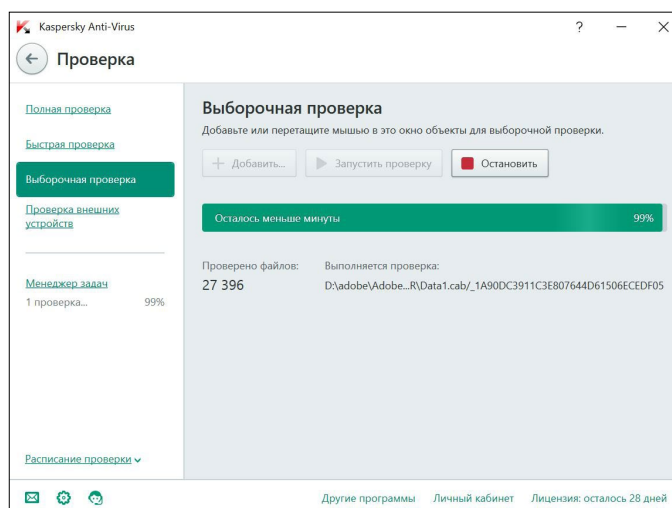 Kaspersky Anti-Virus
?
Проверка
Полная проверка
Быстрая проверка
Выборочная проверка
Проверка внешних
устройств
Менеджер задач
1 проверка... 99%
Расписание проверки
Выборочная проверка
Добавьте или перетащите мышью в это окно объекты для выборочной проверки.
Добавить... Запустить проверку Остановить
Осталось меньше минуты 99%
Проверено файлов: Выполняется проверка:
27 396 D:\adobe\Adobe...R\Data1.cab/_1A90DC3911C3E807644D61506ECEDF05
Другие программы Личный кабинет Лицензия: осталось 28 дней